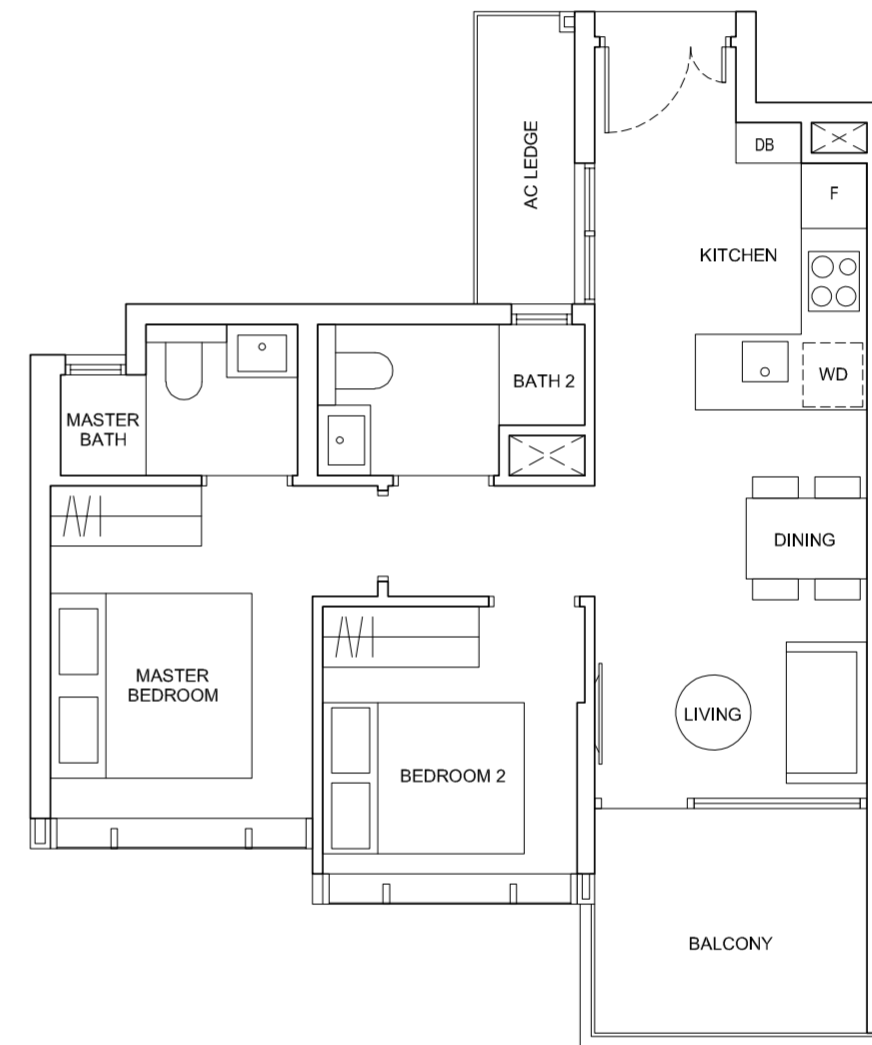 AC LEDGE
DB
F
KITCHEN
WD
BATH 2
MASTER
BATH
DINING
MASTER
BEDROOM
LIVING
BEDROOM 2
BALCONY